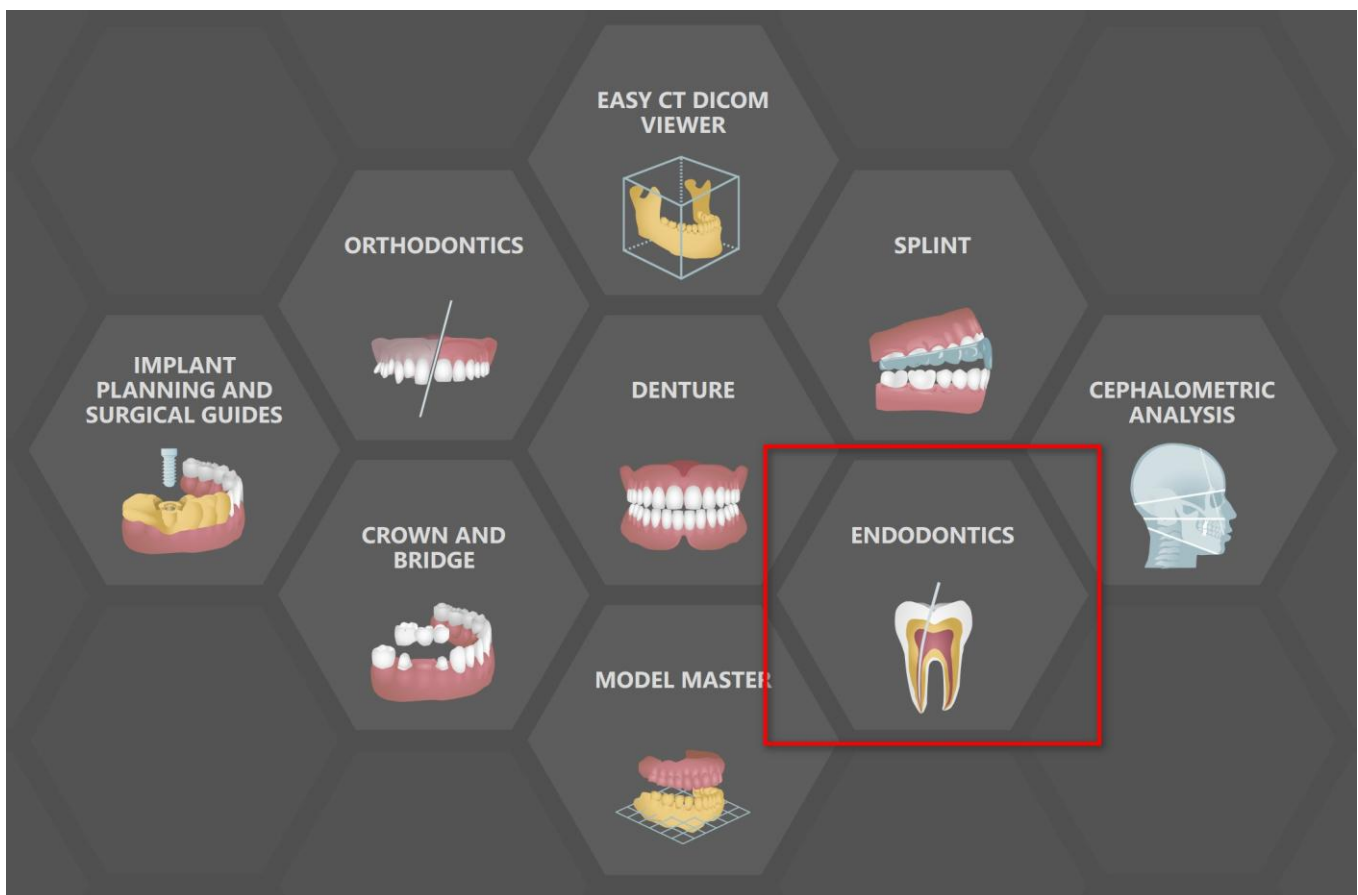 EASY CT DICOM
VIEWER
ORTHODONTICS
SPLINT
IMPLANT
PLANNING AND
SURGICAL GUIDES
DENTURE
CEPHALOMETRIC
ANALYSIS
CROWN AND
BRIDGE
ENDODONTICS
MODEL MASTER